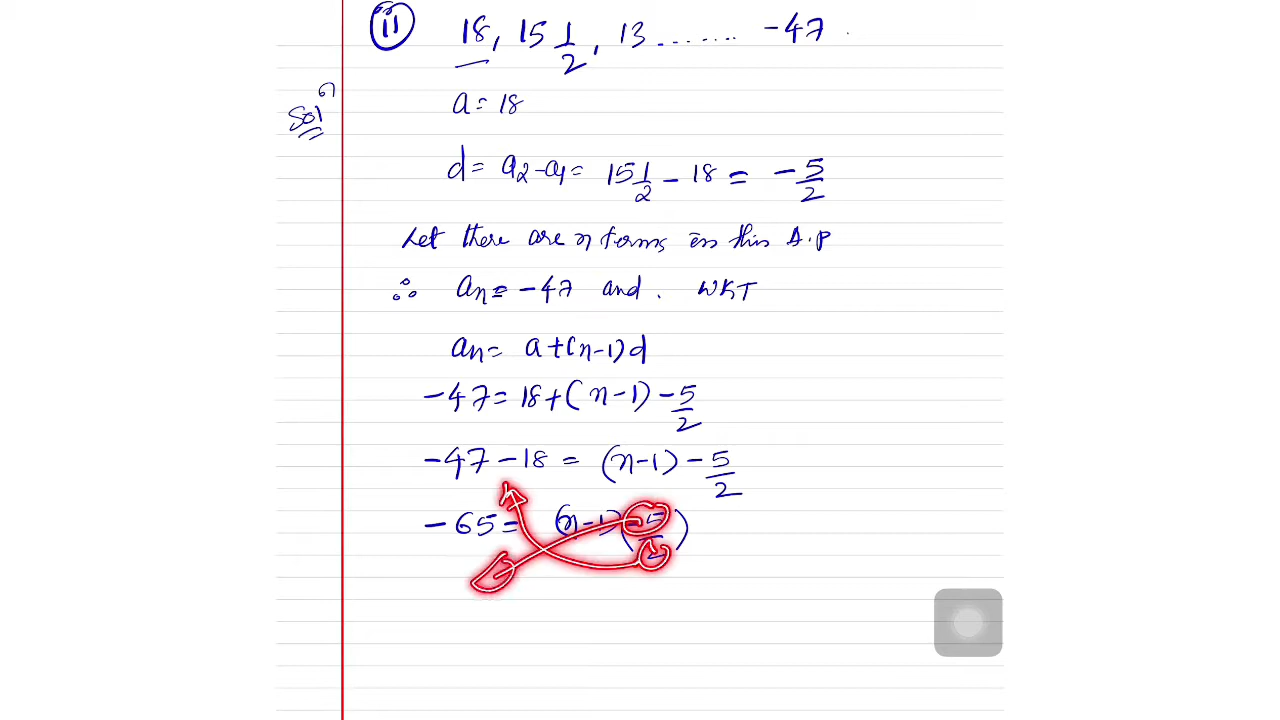 (ii) 18, 15 1/2, 13 ........ -47
Sol^n
a = 18
d = a2 - a1 = 15 1/2 - 18 = -5/2
Let there are n terms in this A.P
∴ an = -47 and . WKT
an = a+(n-1)d
-47 = 18+(n-1) -5/2
-47-18 = (n-1) -5/2
-65 = (n-1)(-5/2)